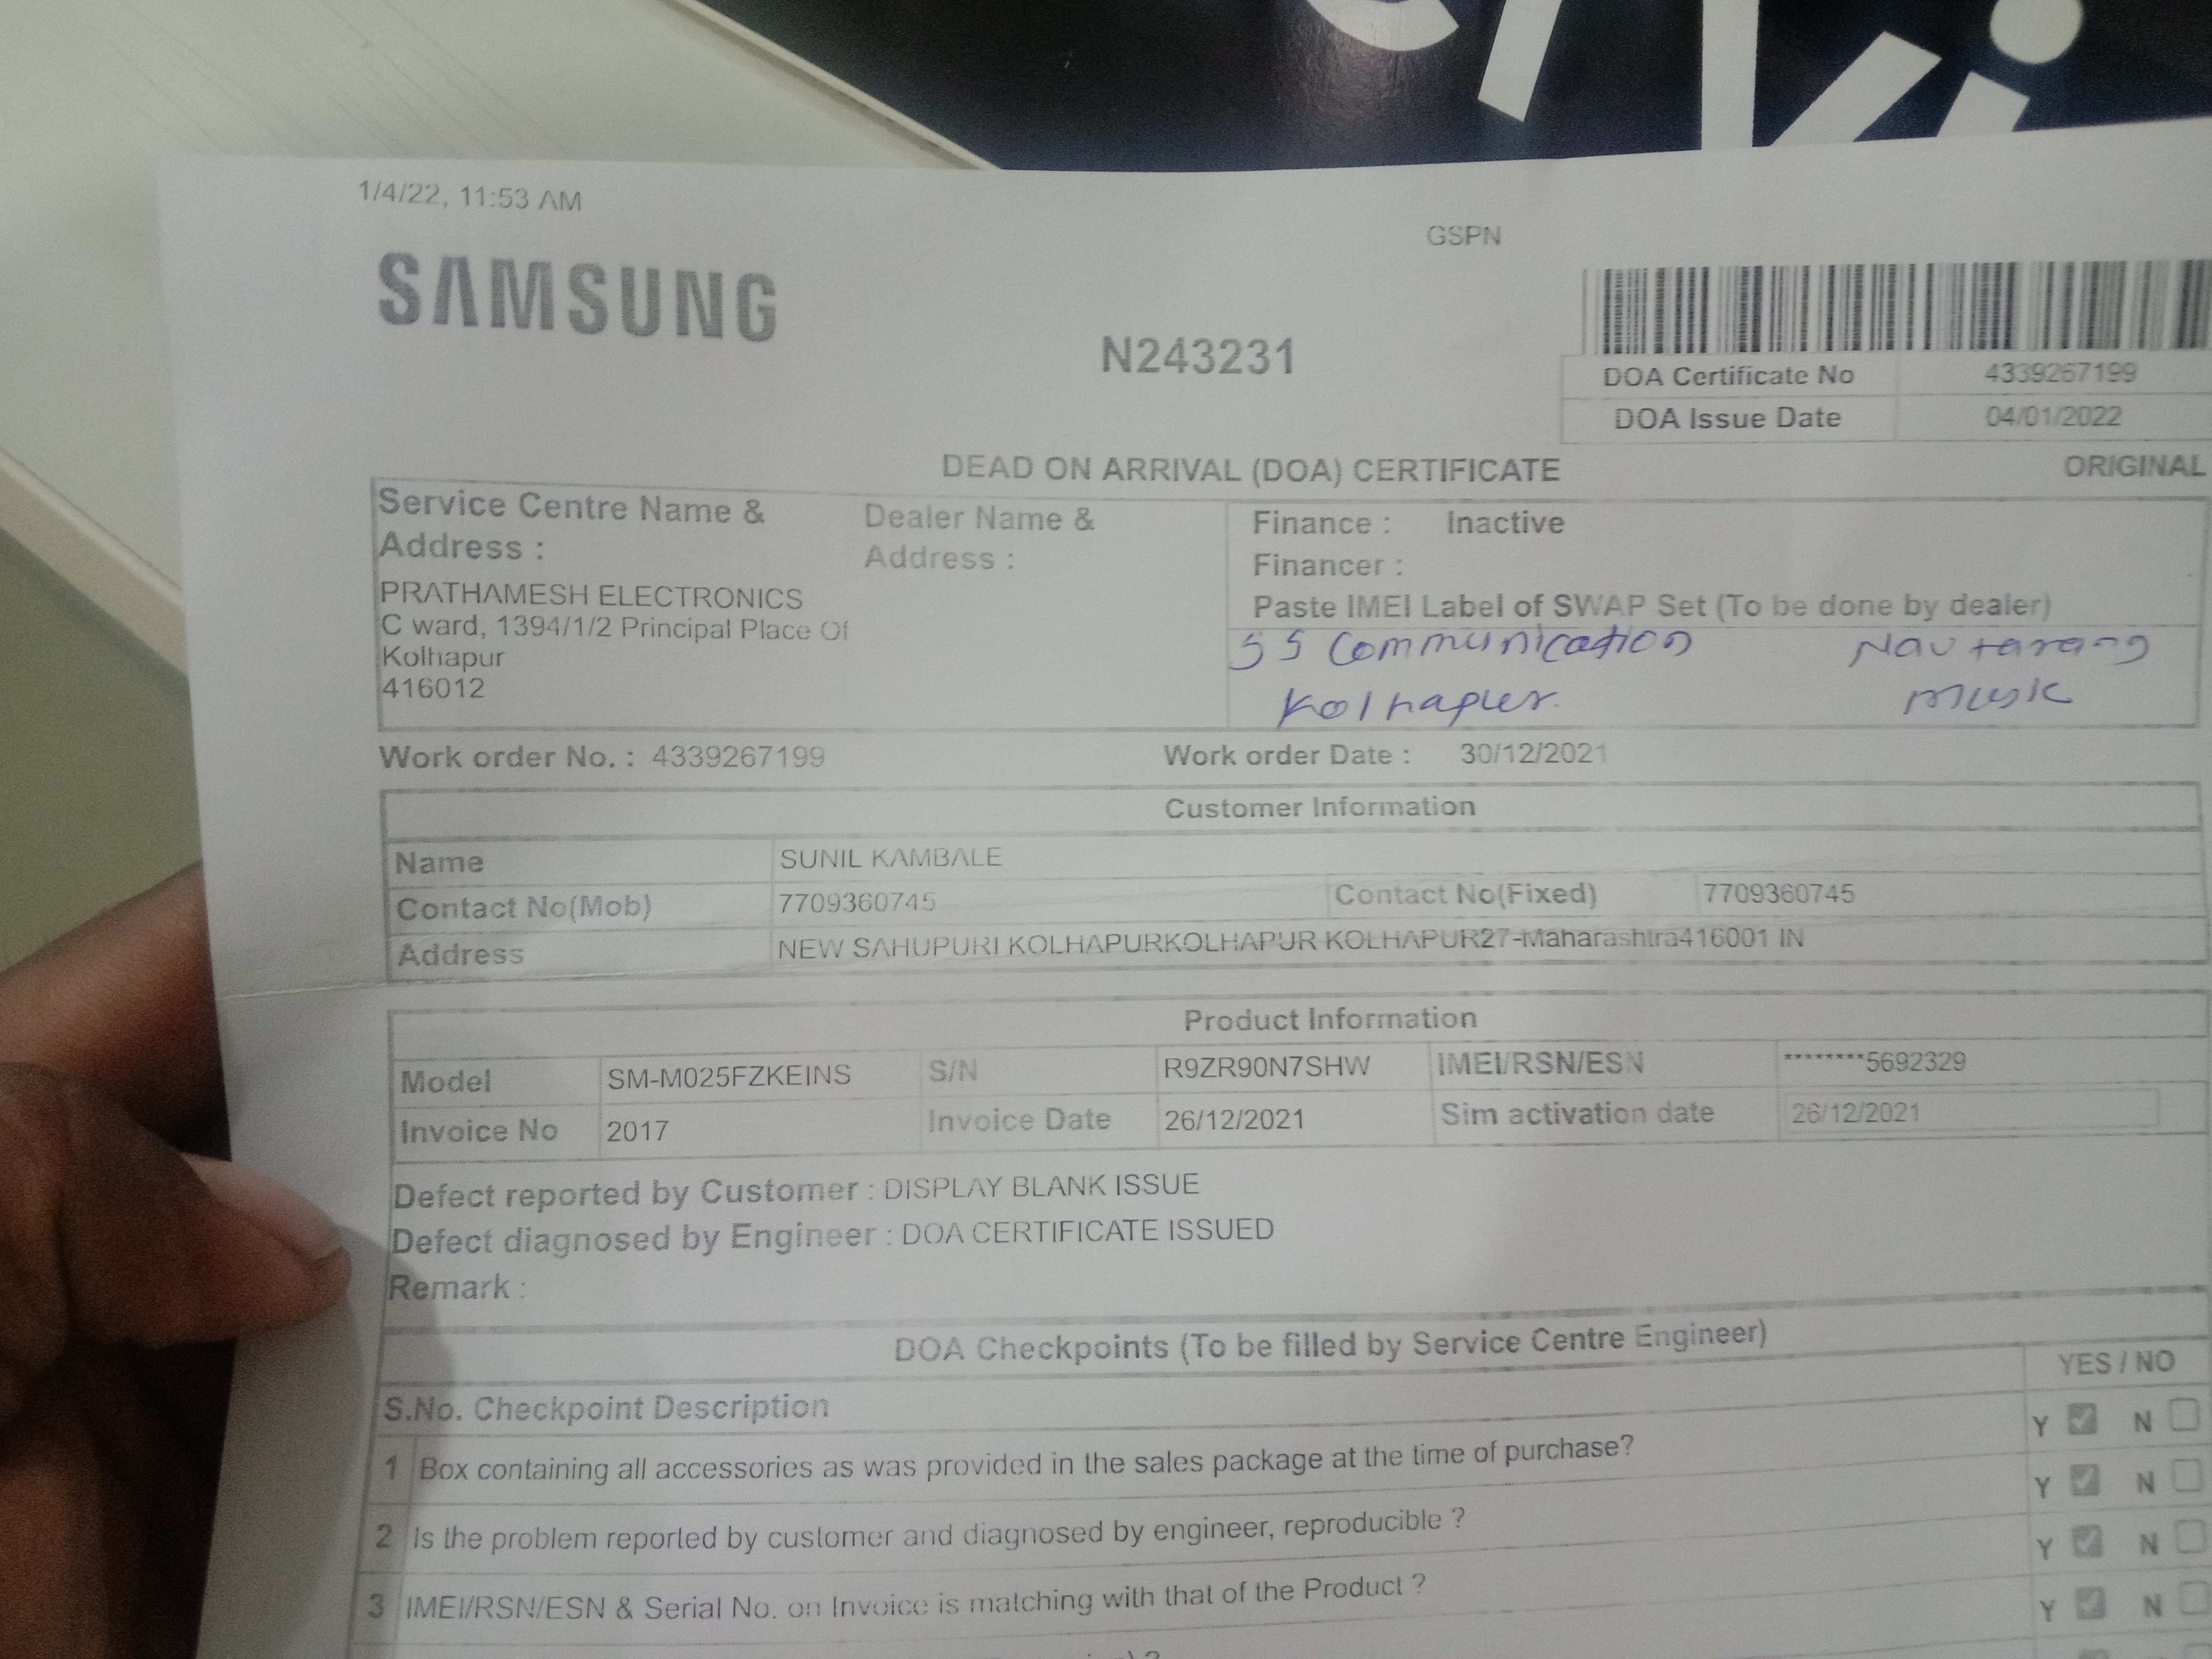 1/4/22, 11:53 AM
GSPN
SAMSUNG
N243231
DOA Certificate No 4339267199
DOA Issue Date 04/01/2022
DEAD ON ARRIVAL (DOA) CERTIFICATE
ORIGINAL
Service Centre Name &
Address :
PRATHAMESH ELECTRONICS
C ward, 1394/1/2 Principal Place Of
Kolhapur
416012
Dealer Name &
Address :
Finance : Inactive
Financer :
Paste IMEI Label of SWAP Set (To be done by dealer)
SS Communication
Kolhapur.
Navtarang
Music
Work order No. : 4339267199 Work order Date : 30/12/2021
Customer Information
Name SUNIL KAMBALE
Contact No(Mob) 7709360745 Contact No(Fixed) 7709360745
Address NEW SAHUPURI KOLHAPURKOLHAPUR KOLHAPUR27-Maharashtra416001 IN
Product Information
Model SM-M025FZKEINS S/N R9ZR90N7SHW IMEI/RSN/ESN ********5692329
Invoice No 2017 Invoice Date 26/12/2021 Sim activation date 26/12/2021
Defect reported by Customer : DISPLAY BLANK ISSUE
Defect diagnosed by Engineer : DOA CERTIFICATE ISSUED
Remark :
DOA Checkpoints (To be filled by Service Centre Engineer)
S.No. Checkpoint Description YES / NO
1 Box containing all accessories as was provided in the sales package at the time of purchase? Y N
2 Is the problem reported by customer and diagnosed by engineer, reproducible ? Y N
3 IMEI/RSN/ESN & Serial No. on Invoice is matching with that of the Product ? Y N
Y N